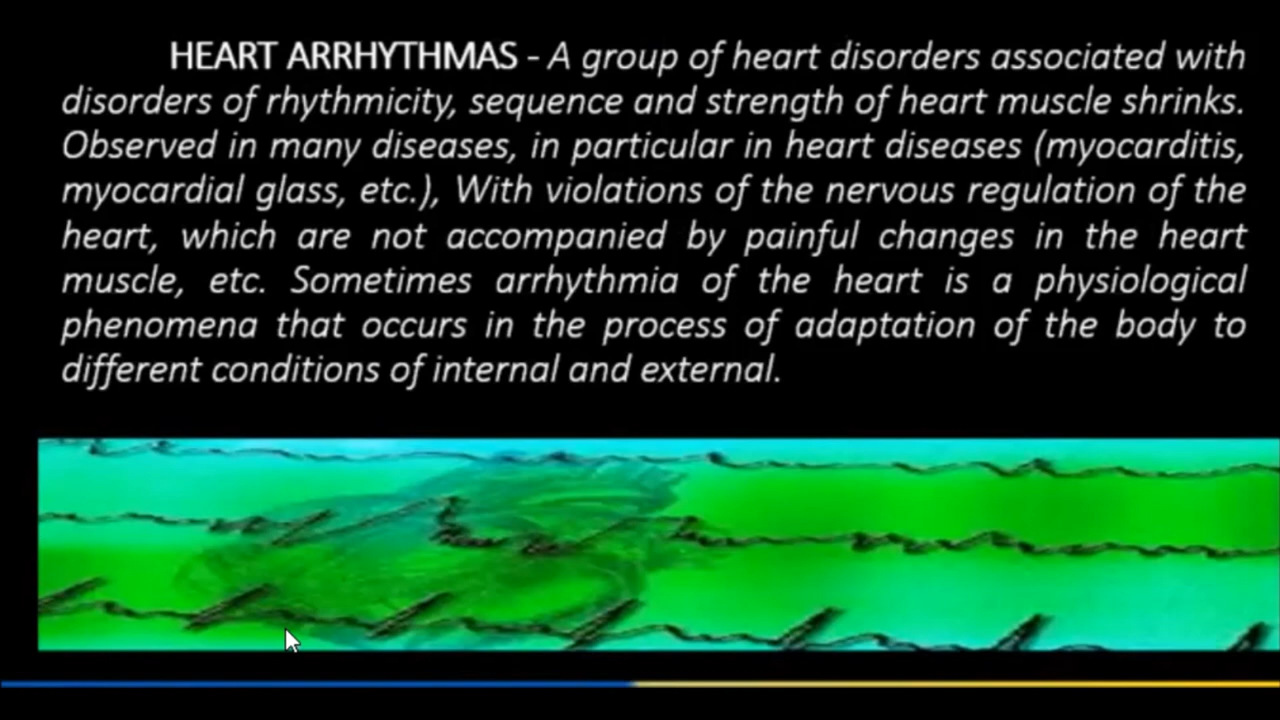 HEART ARRHYTHMAS - A group of heart disorders associated with
disorders of rhythmicity, sequence and strength of heart muscle shrinks.
Observed in many diseases, in particular in heart diseases (myocarditis,
myocardial glass, etc.), With violations of the nervous regulation of the
heart, which are not accompanied by painful changes in the heart
muscle, etc. Sometimes arrhythmia of the heart is a physiological
phenomena that occurs in the process of adaptation of the body to
different conditions of internal and external.